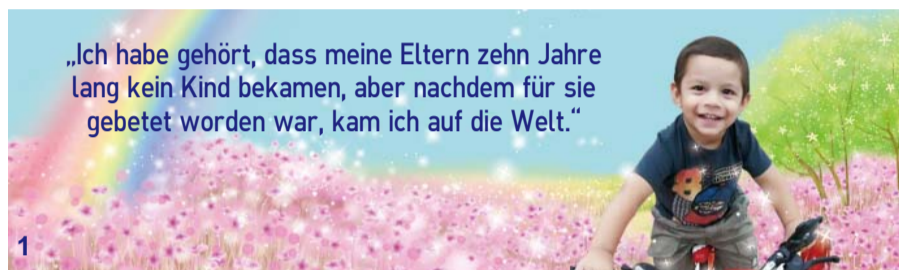 „Ich habe gehört, dass meine Eltern zehn Jahre
lang kein Kind bekamen, aber nachdem für sie
gebetet worden war, kam ich auf die Welt.“
8
1